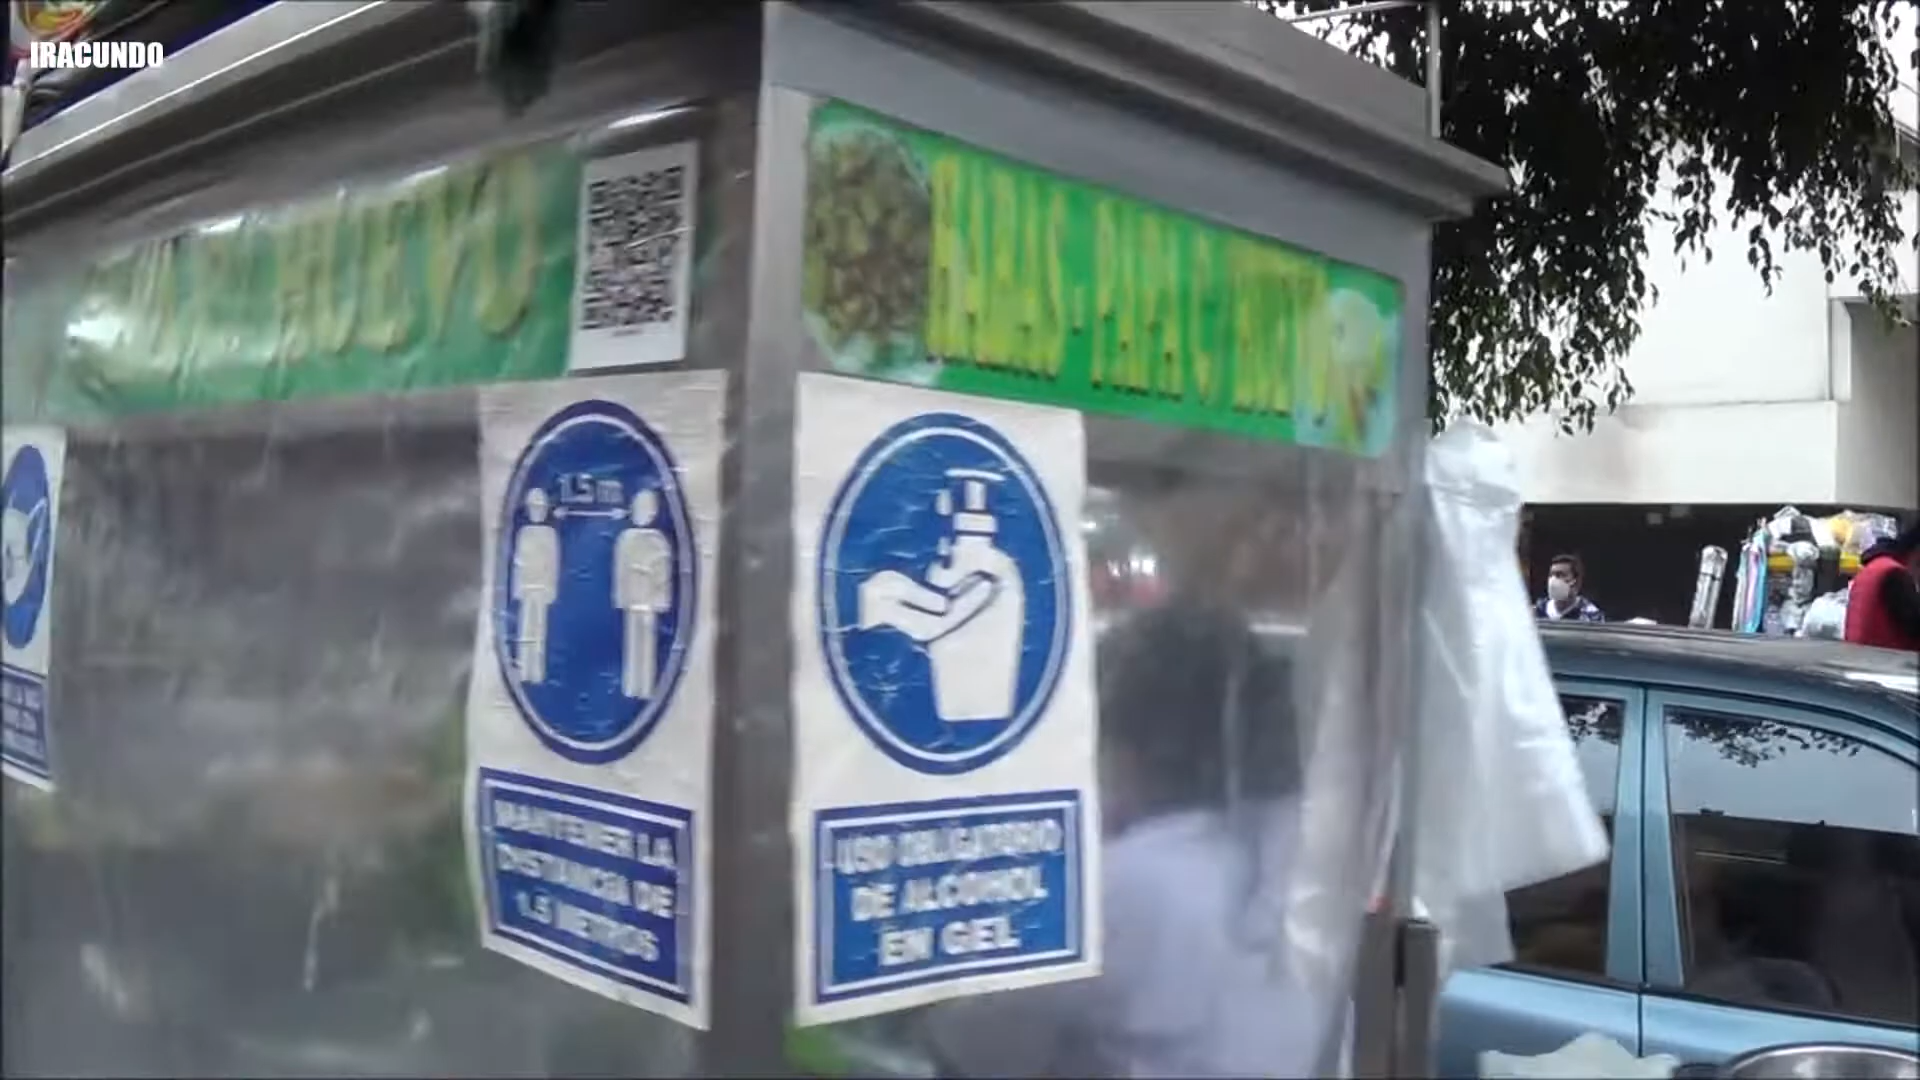 IRACUNDO
HUEVO
HABAS - PAPA C/
1.5 m
MANTENER LA
DISTANCIA DE
1.5 METROS
USO OBLIGATORIO
DE ALCOHOL
EN GEL